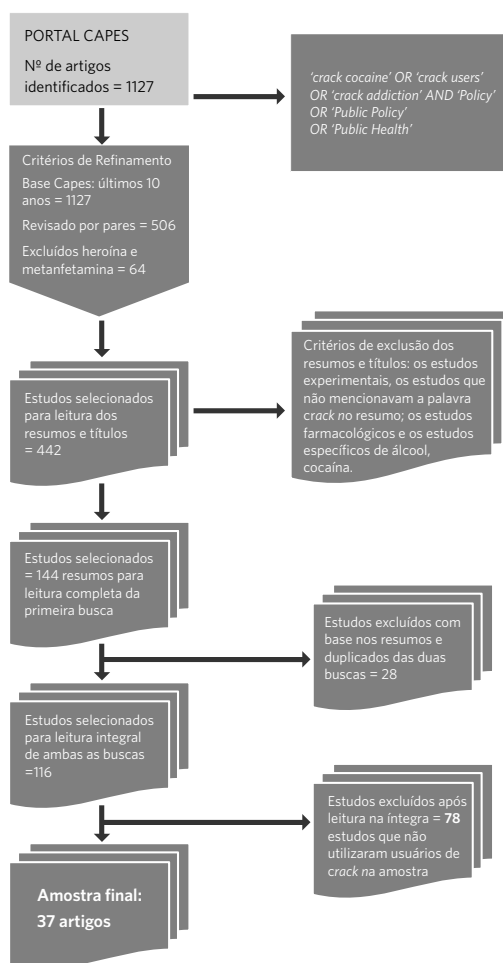 PORTAL CAPES
Nº de artigos
identificados = 1127
'crack cocaine' OR 'crack users'
OR 'crack addiction' AND 'Policy'
OR 'Public Policy'
OR 'Public Health'
Critérios de Refinamento
Base Capes: últimos 10
anos = 1127
Revisado por pares = 506
Excluídos heroína e
metanfetamina = 64
Estudos selecionados
para leitura dos
resumos e títulos
= 442
Critérios de exclusão dos
resumos e títulos: os estudos
experimentais, os estudos que
não mencionavam a palavra
crack no resumo; os estudos
farmacológicos e os estudos
específicos de álcool,
cocaína.
Estudos selecionados
= 144 resumos para
leitura completa da
primeira busca
Estudos excluídos com
base nos resumos e
duplicados das duas
buscas = 28
Estudos selecionados
para leitura integral
de ambas as buscas
=116
Estudos excluídos após
leitura na íntegra = 78
estudos que não
utilizaram usuários de
crack na amostra
Amostra final:
37 artigos